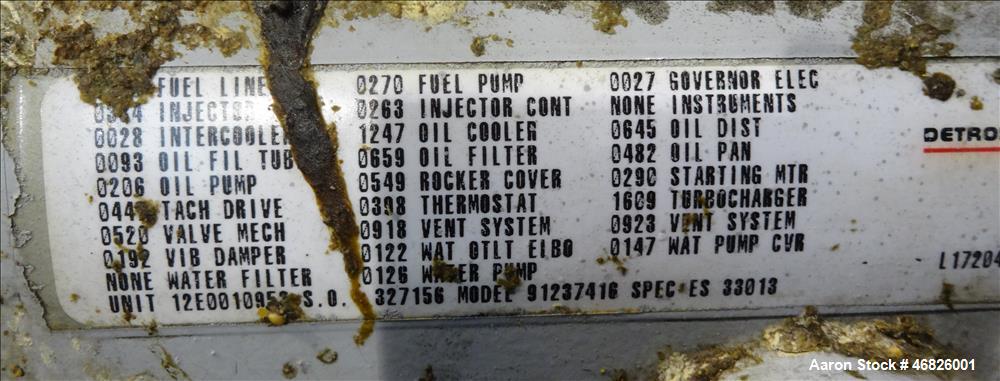 FUEL LINE 0270 FUEL PUMP 0027 GOVERNOR ELEC
INJECTOR 0263 INJECTOR CONT NONE INSTRUMENTS
0028 INTERCOOLER 1247 OIL COOLER 0645 OIL DIST
0093 OIL FIL TUB 0659 OIL FILTER 0482 OIL PAN
0206 OIL PUMP 0549 ROCKER COVER 0290 STARTING MTR
TACH DRIVE 0398 THERMOSTAT 1609 TURBOCHARGER
0520 VALVE MECH 0918 VENT SYSTEM 0923 VENT SYSTEM
0192 VIB DAMPER 0122 WAT OTLT ELBO 0147 WAT PUMP CVR
NONE WATER FILTER 0126 WATER PUMP
UNIT S.O. 327156 MODEL 91237416 SPEC ES 33013
DETRO
L17204
Aaron Stock # 46826001